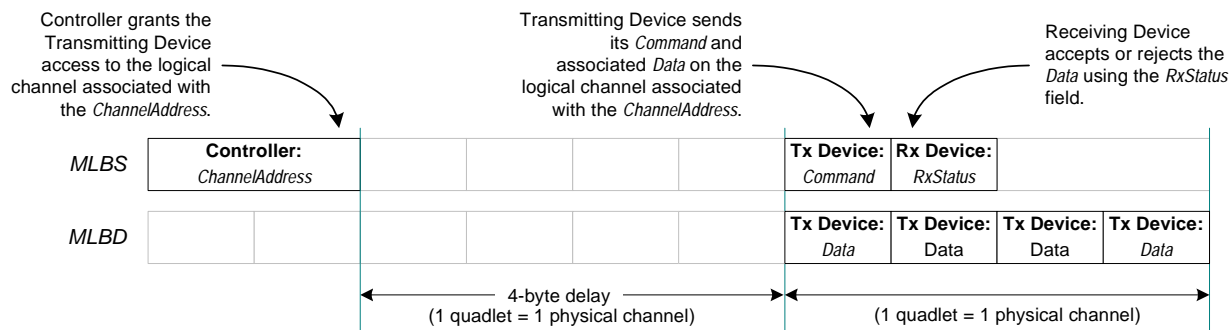 Controller grants the
Transmitting Device
access to the logical
channel associated with
the ChannelAddress.
Transmitting Device sends
its Command and
associated Data on the
logical channel associated
with the ChannelAddress.
Receiving Device
accepts or rejects the
Data using the RxStatus
field.
MLBS
Controller:
ChannelAddress
Tx Device:
Command
Rx Device:
RxStatus
MLBD
Tx Device:
Data
Tx Device:
Data
Tx Device:
Data
Tx Device:
Data
4-byte delay
(1 quadlet = 1 physical channel)
(1 quadlet = 1 physical channel)